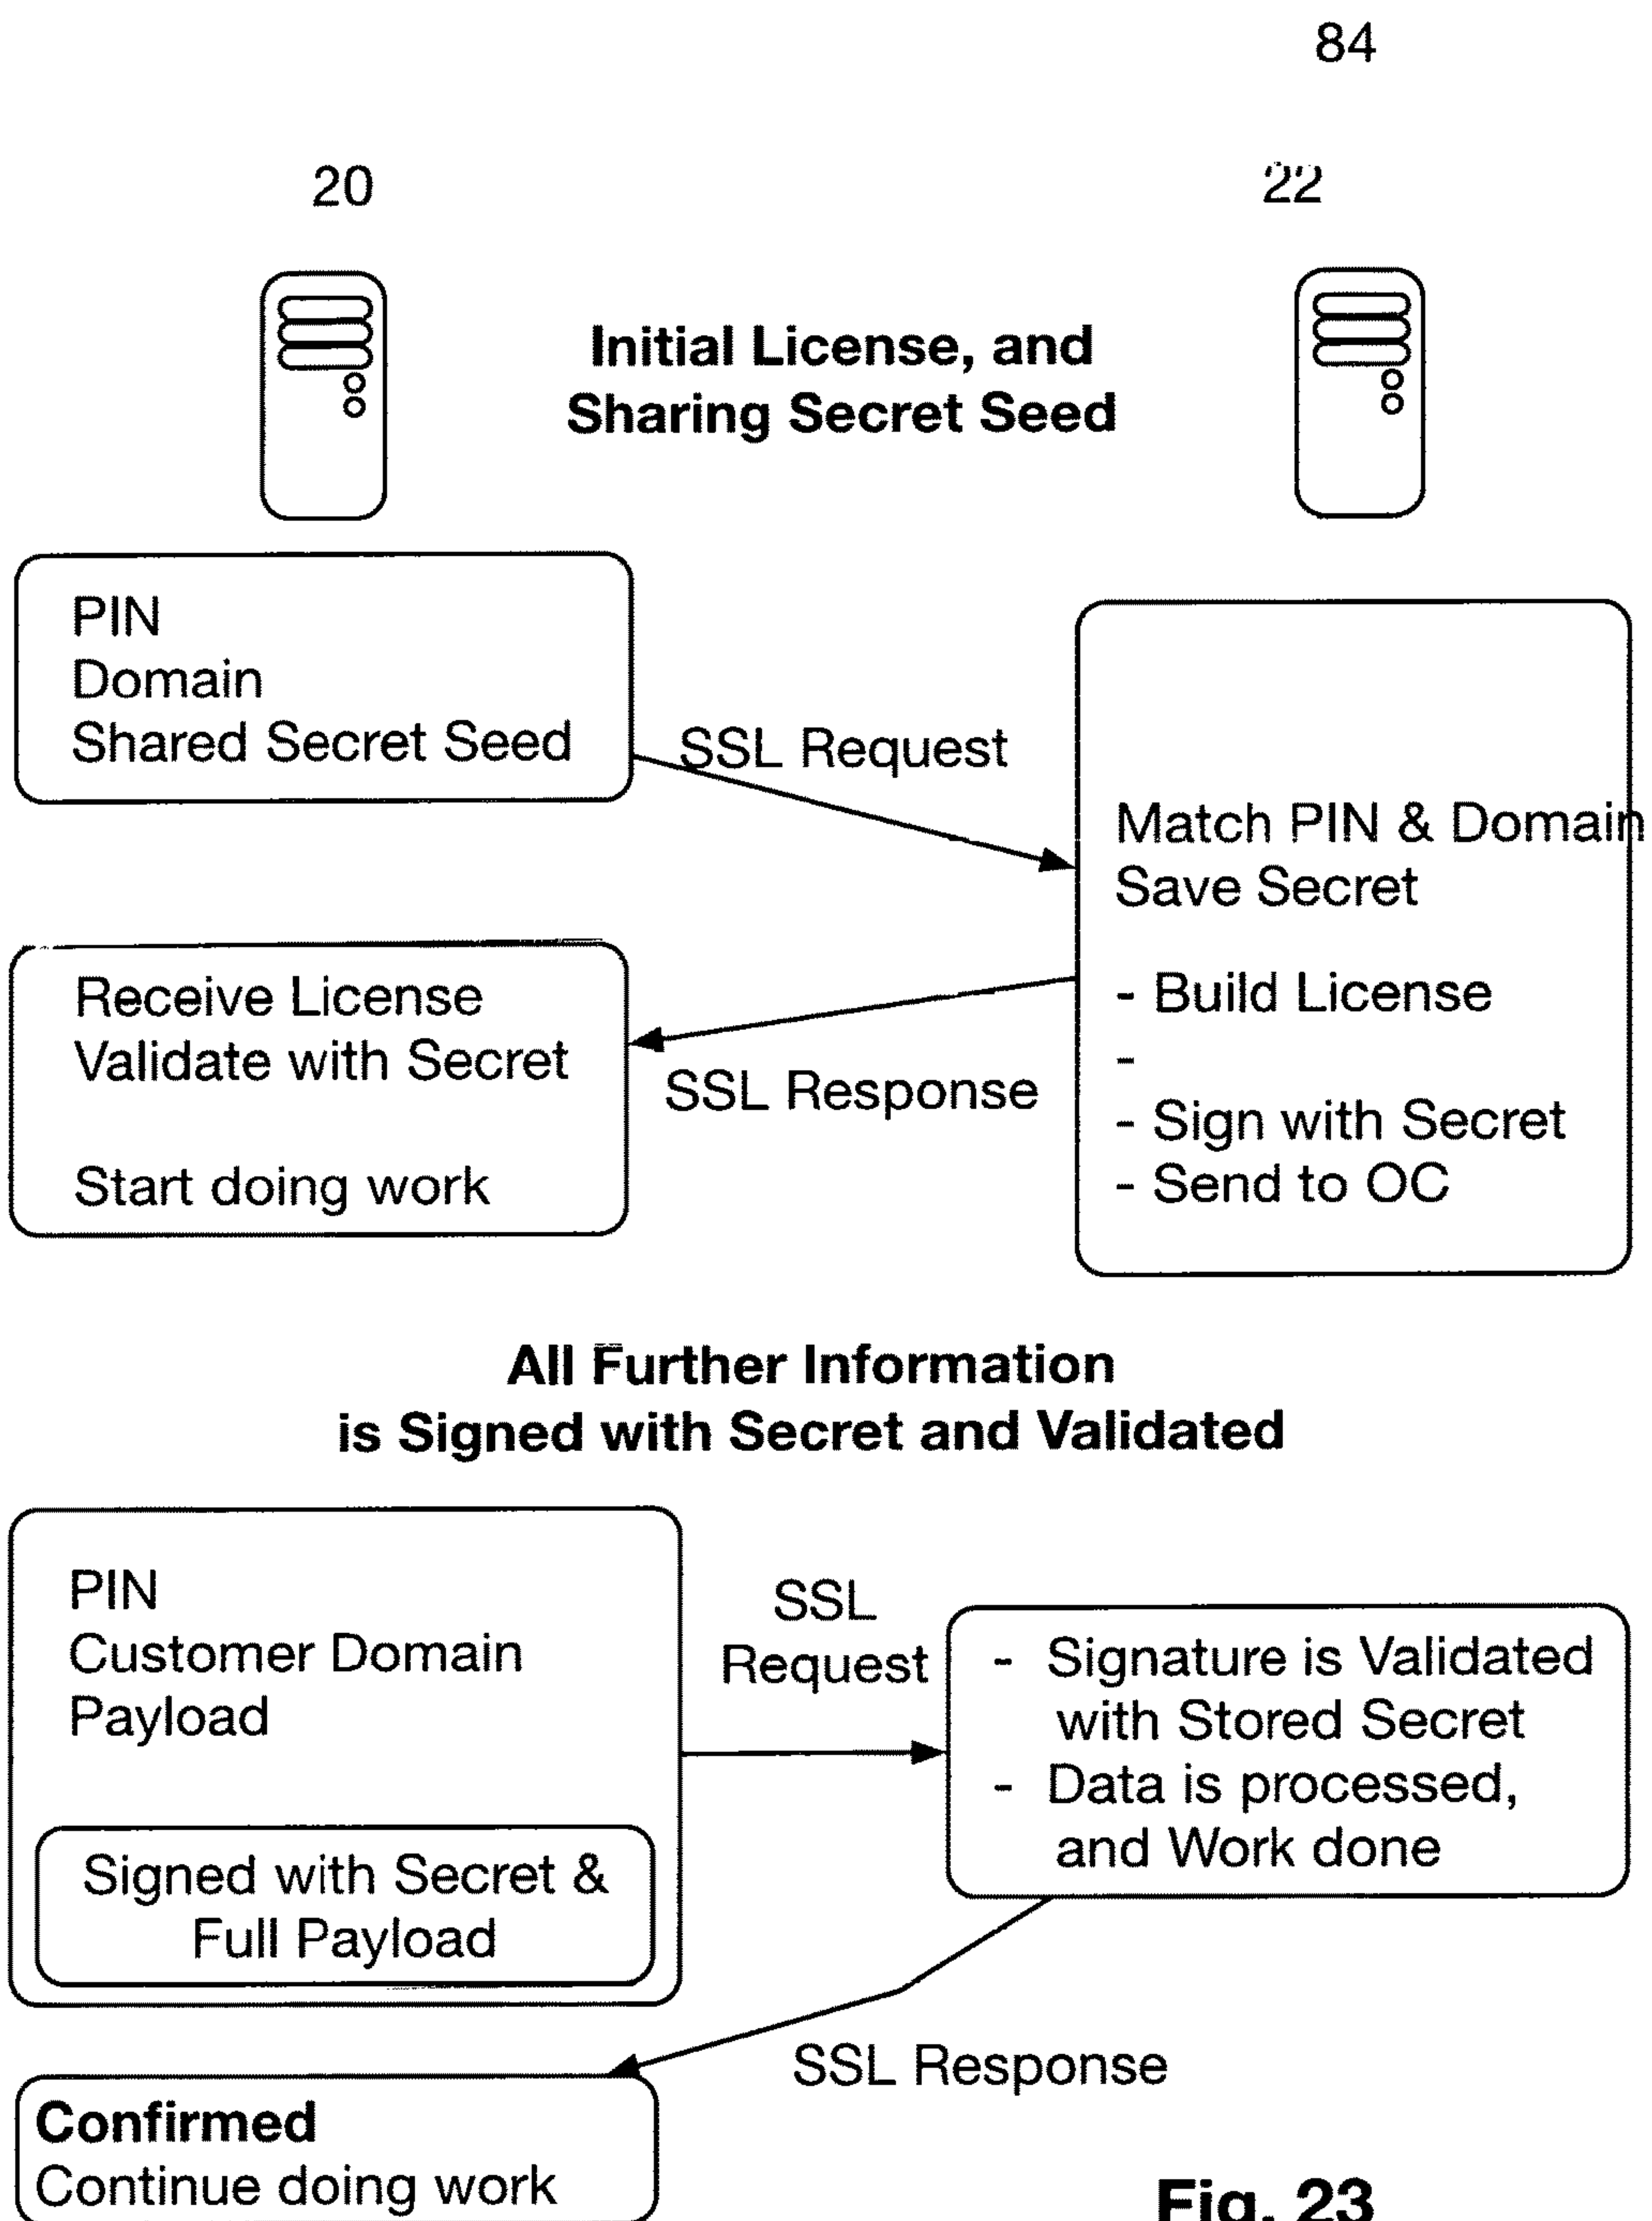 84
20
22
Initial License, and
Sharing Secret Seed
PIN
Domain
Shared Secret Seed
SSL Request
Match PIN & Domain
Save Secret
- Build License
-
- Sign with Secret
- Send to OC
Receive License
Validate with Secret
Start doing work
SSL Response
All Further Information
is Signed with Secret and Validated
PIN
Customer Domain
Payload
Signed with Secret &
Full Payload
SSL
Request
- Signature is Validated
with Stored Secret
- Data is processed,
and Work done
SSL Response
Confirmed
Continue doing work
Fig. 23